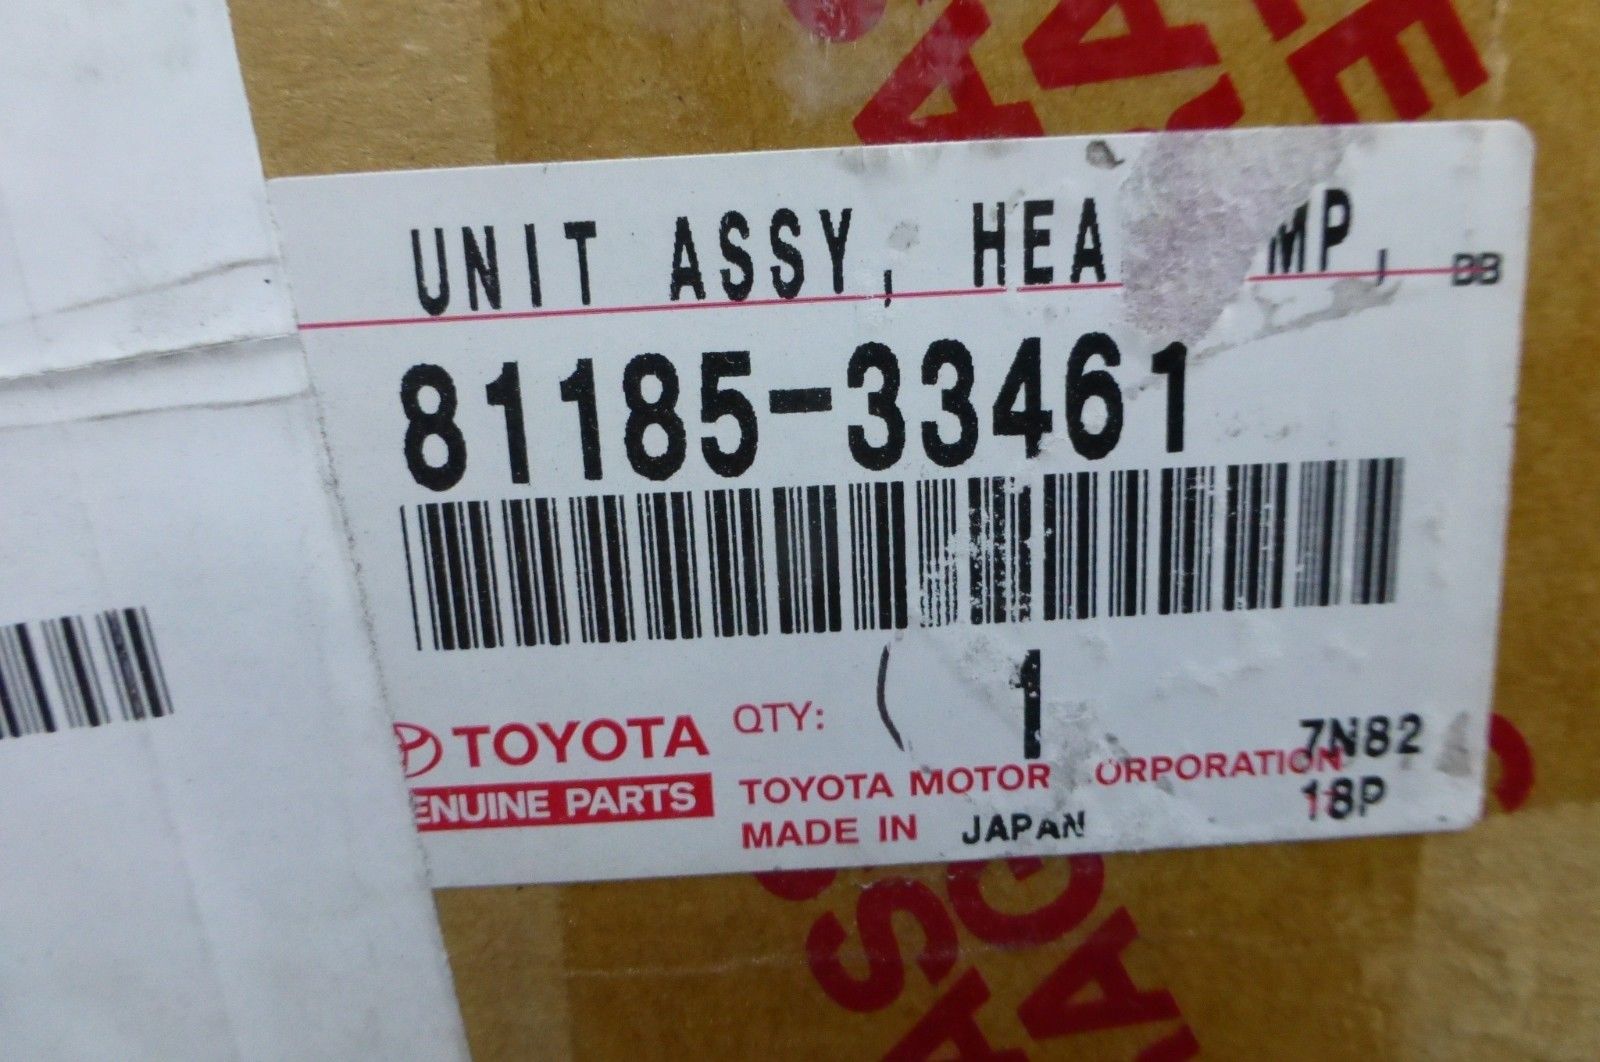 UNIT ASSY, HEA MP, BB
81185-33461
QTY: 1
TOYOTA
ENUINE PARTS
TOYOTA MOTOR ORPORATION
7N82
MADE IN JAPAN
18P